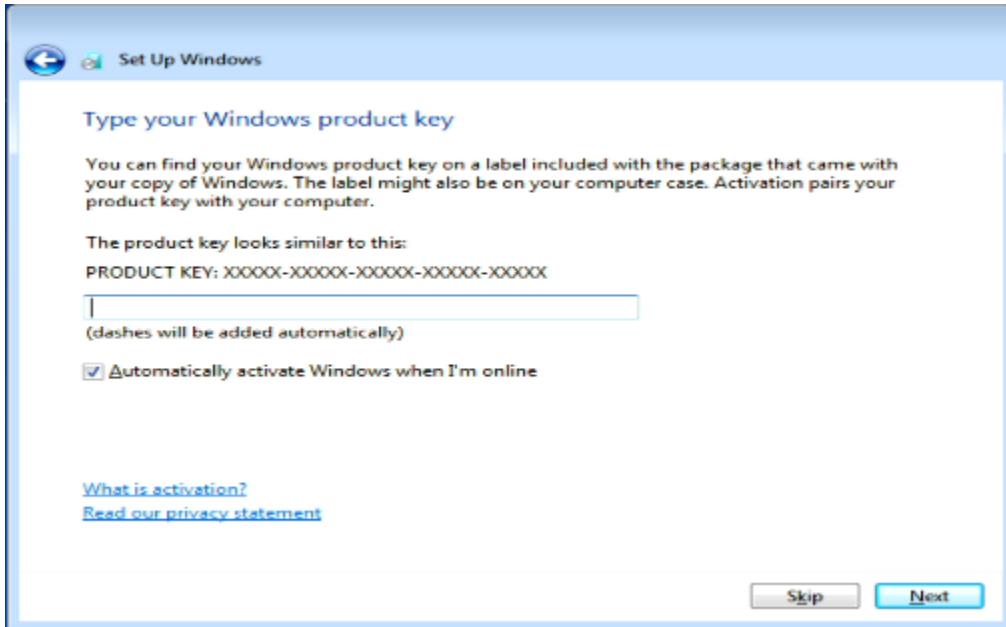 Set Up Windows
Type your Windows product key
You can find your Windows product key on a label included with the package that came with
your copy of Windows. The label might also be on your computer case. Activation pairs your
product key with your computer.
The product key looks similar to this:
PRODUCT KEY: XXXXX-XXXXX-XXXXX-XXXXX-XXXXX
(dashes will be added automatically)
Automatically activate Windows when I'm online
What is activation?
Read our privacy statement
Skip Next